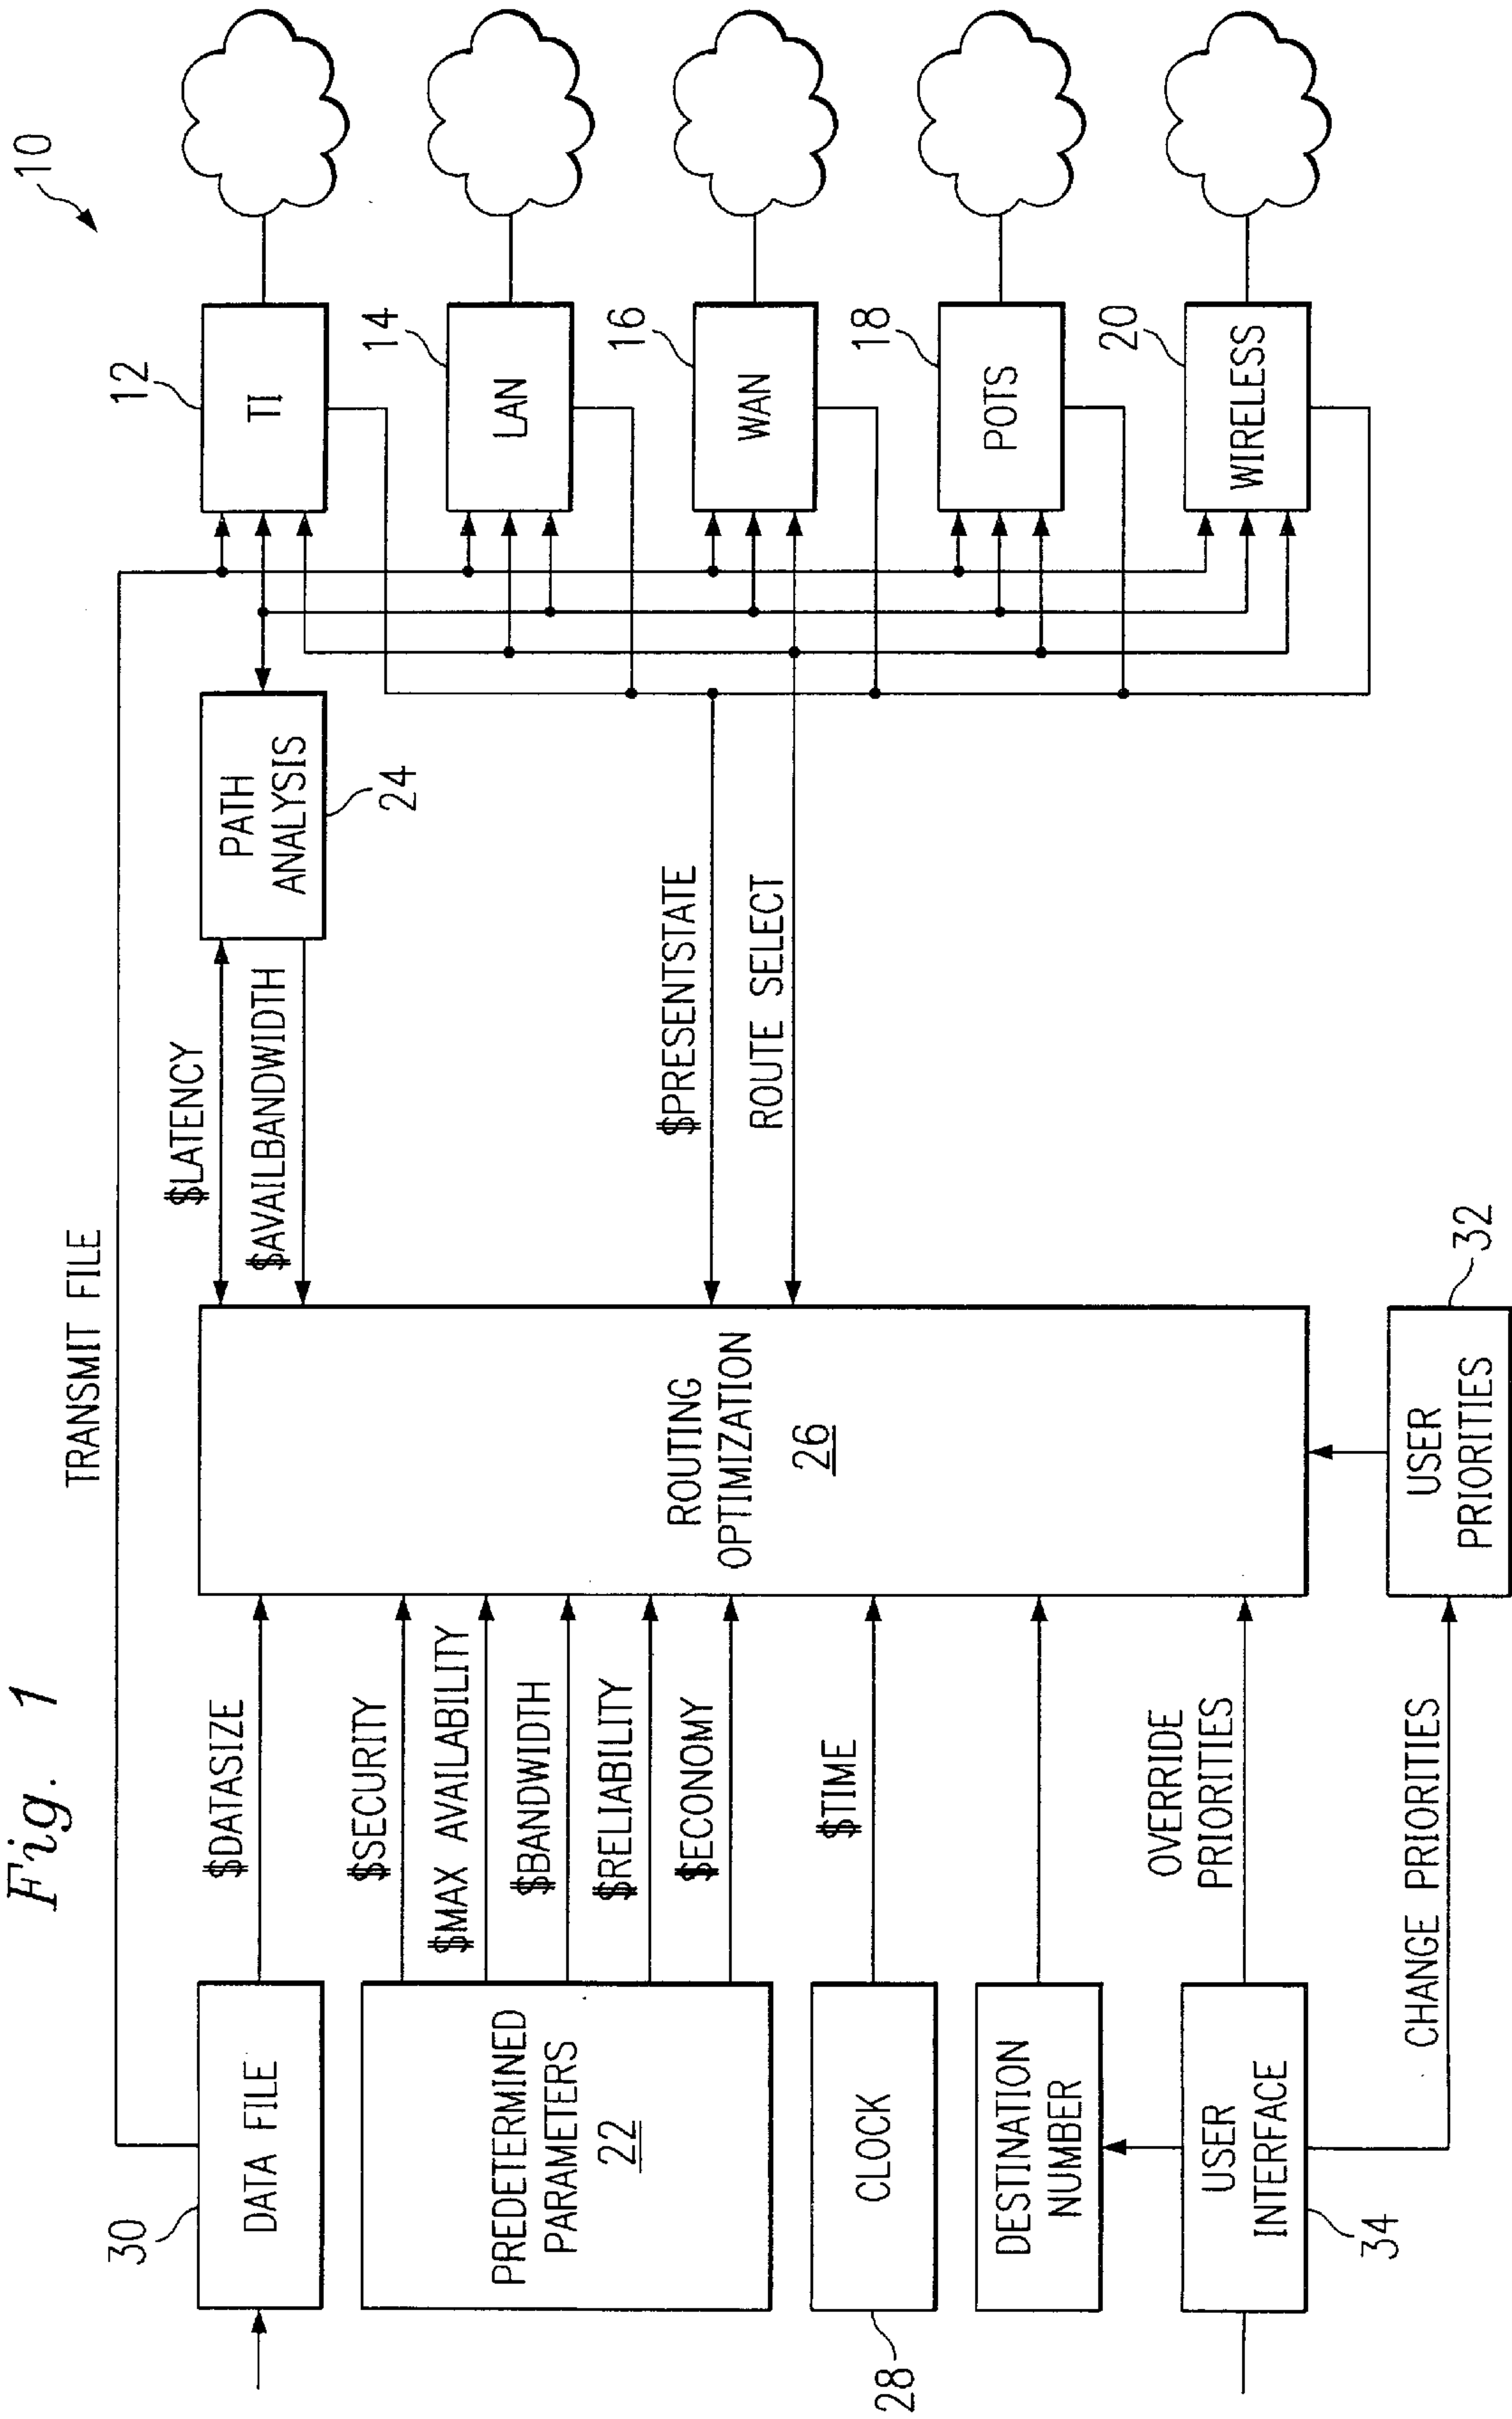 Fig. 1
10
TRANSMIT FILE
30
DATA FILE
$DATASIZE
PREDETERMINED
PARAMETERS
22
$SECURITY
$MAX AVAILABILITY
$BANDWIDTH
$RELIABILITY
$ECONOMY
CLOCK
28
$TIME
DESTINATION
NUMBER
USER
INTERFACE
34
OVERRIDE
PRIORITIES
CHANGE PRIORITIES
ROUTING
OPTIMIZATION
26
USER
PRIORITIES
32
$LATENCY
$AVAILBANDWIDTH
PATH
ANALYSIS
24
$PRESENTSTATE
ROUTE SELECT
12
TI
14
LAN
16
WAN
18
POTS
20
WIRELESS